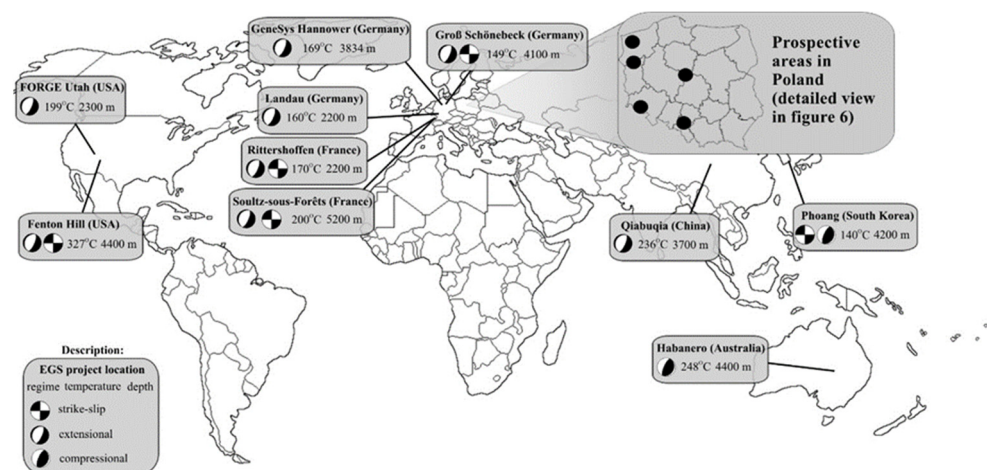 GeneSys Hannower (Germany)
169°C 3834 m
Groß Schönebeck (Germany)
149°C 4100 m
Prospective
areas in
Poland
(detailed view
in figure 6)
FORGE Utah (USA)
199°C 2300 m
Landau (Germany)
160°C 2200 m
Rittershoffen (France)
170°C 2200 m
Soultz-sous-Forêts (France)
200°C 5200 m
Fenton Hill (USA)
327°C 4400 m
Qiabuqia (China)
236°C 3700 m
Phoang (South Korea)
140°C 4200 m
Habanero (Australia)
248°C 4400 m
Description:
EGS project location
regime temperature depth
strike-slip
extensional
compressional